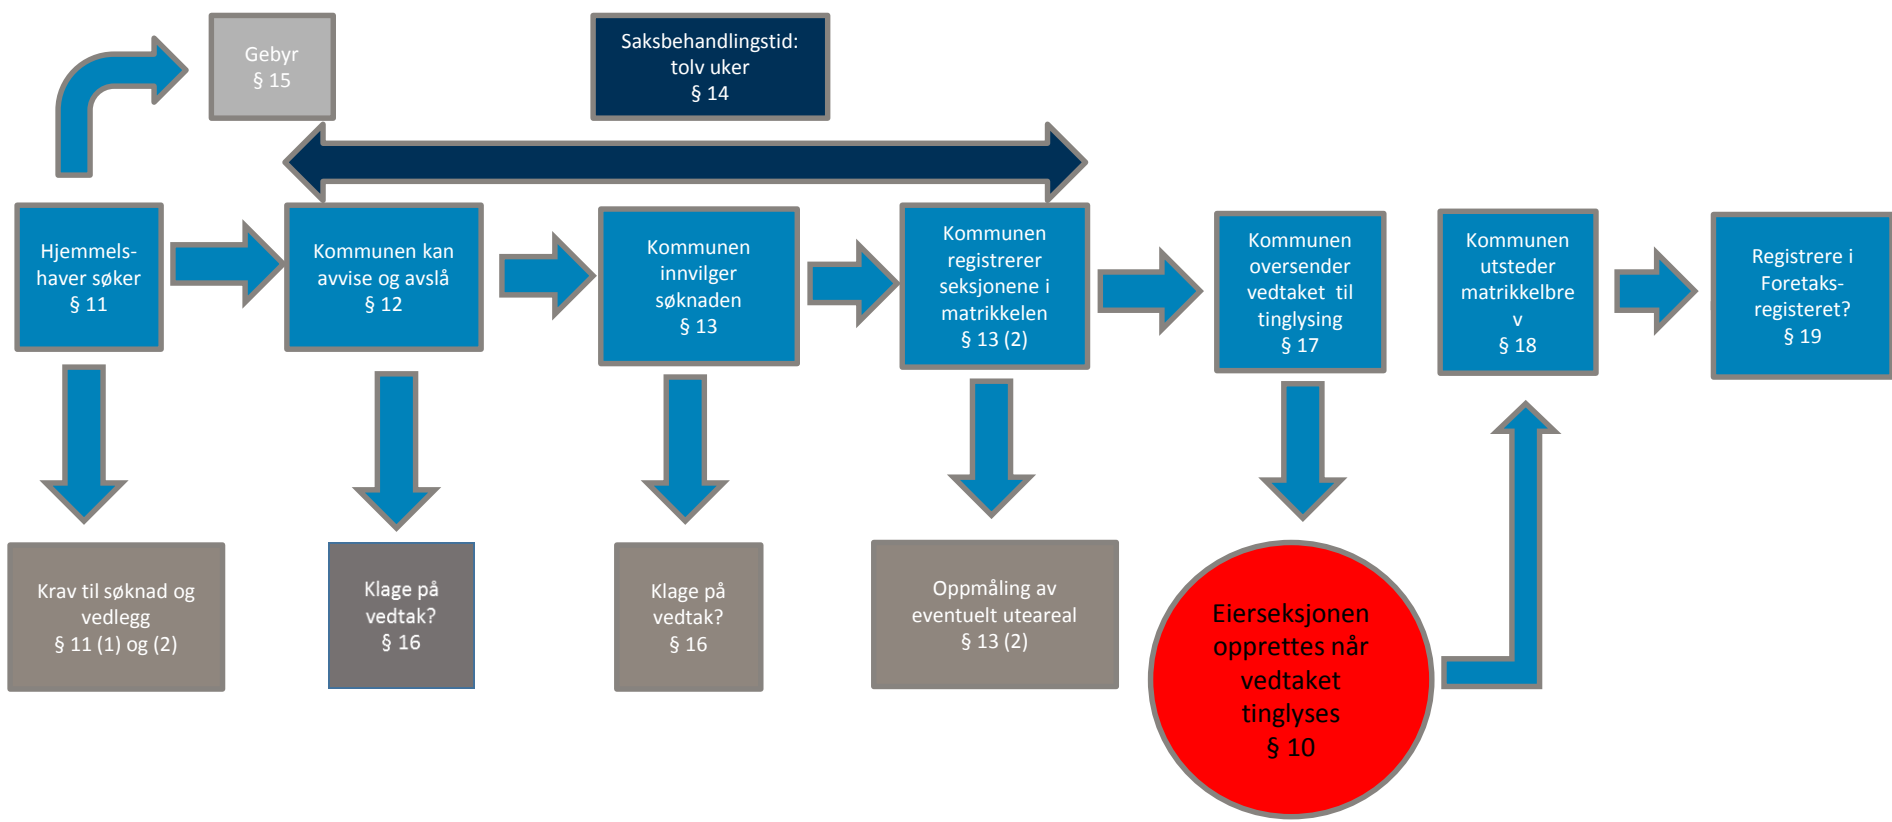 Gebyr
§ 15
Saksbehandlingstid:
tolv uker
§ 14
Hjemmels-
haver søker
§ 11
Kommunen kan
avvise og avslå
§ 12
Kommunen
innvilger
søknaden
§ 13
Kommunen
registrerer
seksjonene i
matrikkelen
§ 13 (2)
Kommunen
oversender
vedtaket til
tinglysing
§ 17
Kommunen
utsteder
matrikkelbre
v
§ 18
Registrere i
Foretaks-
registeret?
§ 19
Krav til søknad og
vedlegg
§ 11 (1) og (2)
Klage på
vedtak?
§ 16
Klage på
vedtak?
§ 16
Oppmåling av
eventuelt uteareal
§ 13 (2)
Eierseksjonen
opprettes når
vedtaket
tinglyses
§ 10